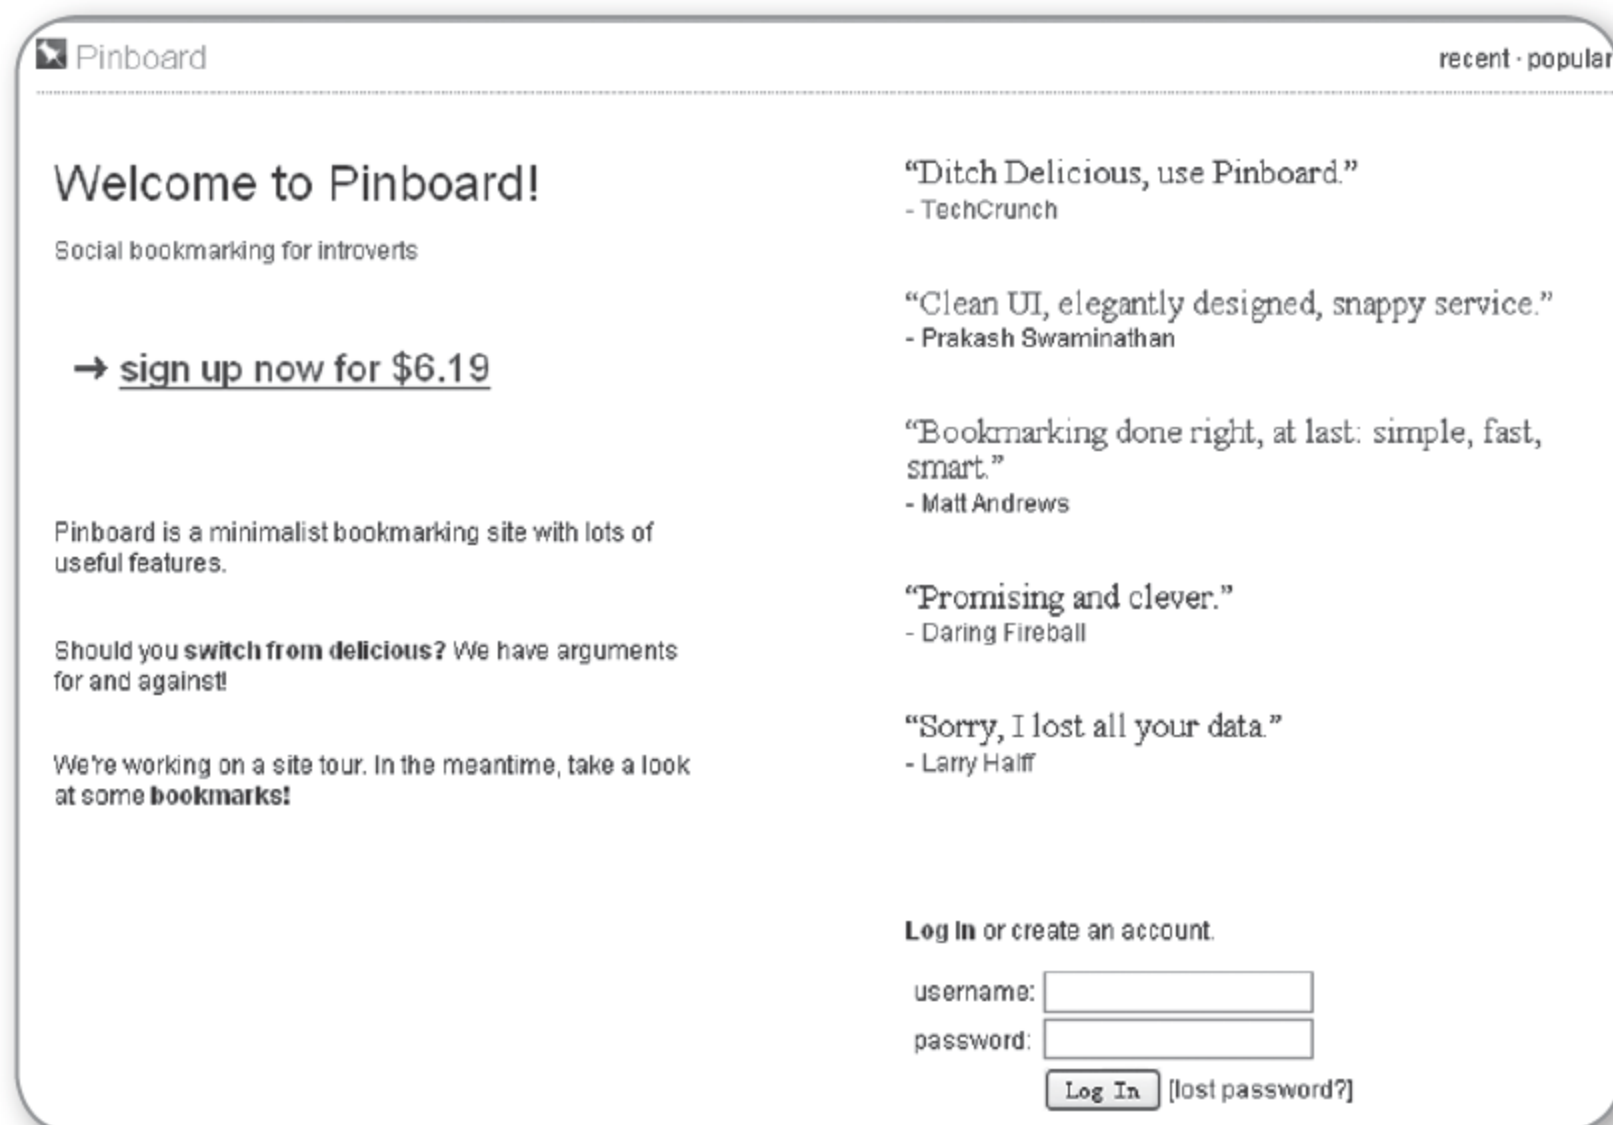 Pinboard
recent · popular
Welcome to Pinboard!
Social bookmarking for introverts
→ sign up now for $6.19
Pinboard is a minimalist bookmarking site with lots of
useful features.
Should you switch from delicious? We have arguments
for and against!
We're working on a site tour. In the meantime, take a look
at some bookmarks!
“Ditch Delicious, use Pinboard.”
- TechCrunch
“Clean UI, elegantly designed, snappy service.”
- Prakash Swaminathan
“Bookmarking done right, at last: simple, fast,
smart.”
- Matt Andrews
“Promising and clever.”
- Daring Fireball
“Sorry, I lost all your data.”
- Larry Halff
Log In or create an account.
username:
password:
Log In [lost password?]